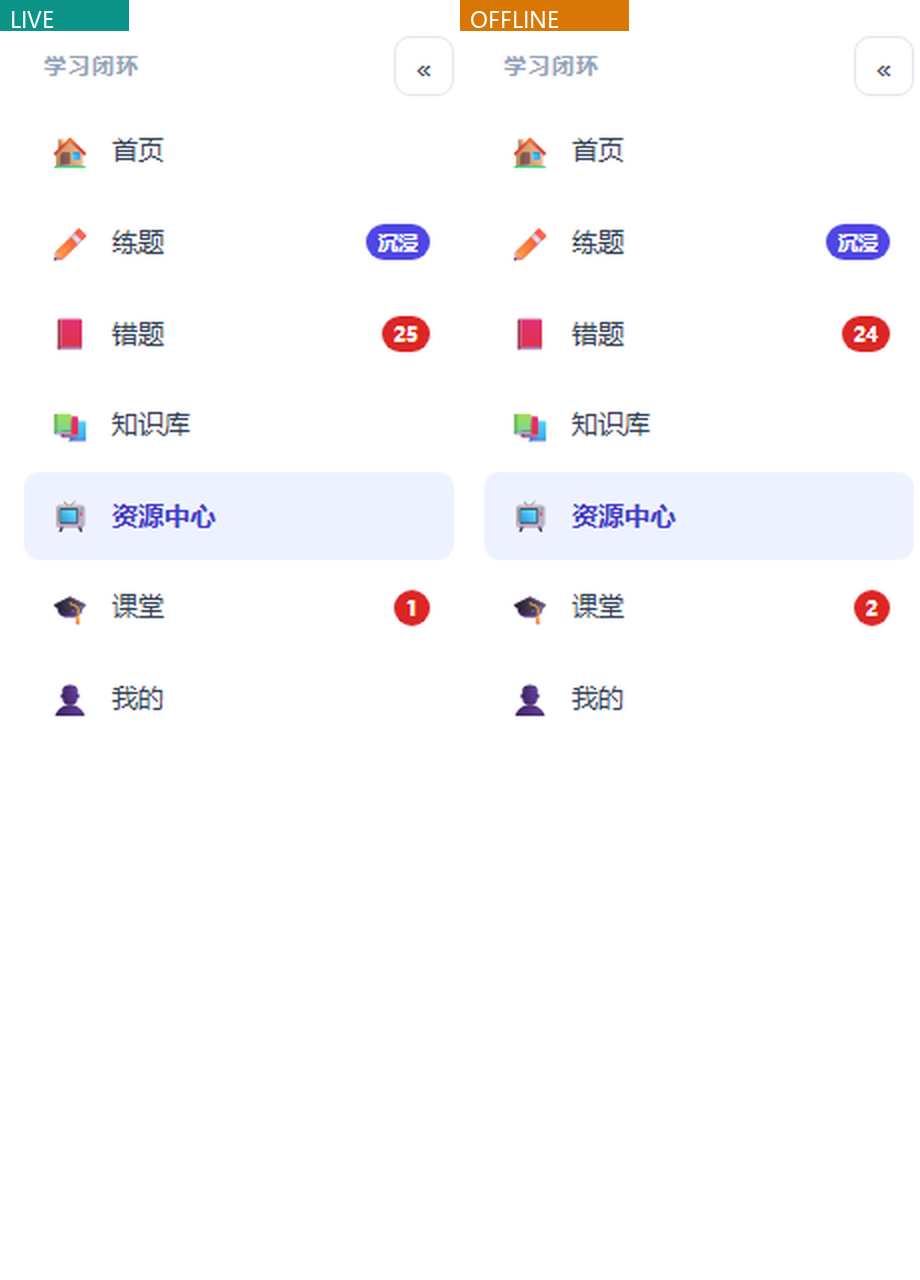 LIVE
学习闭环 «
首页
练题 沉浸
错题 25
知识库
资源中心
课堂 1
我的
OFFLINE
学习闭环 «
首页
练题 沉浸
错题 24
知识库
资源中心
课堂 2
我的